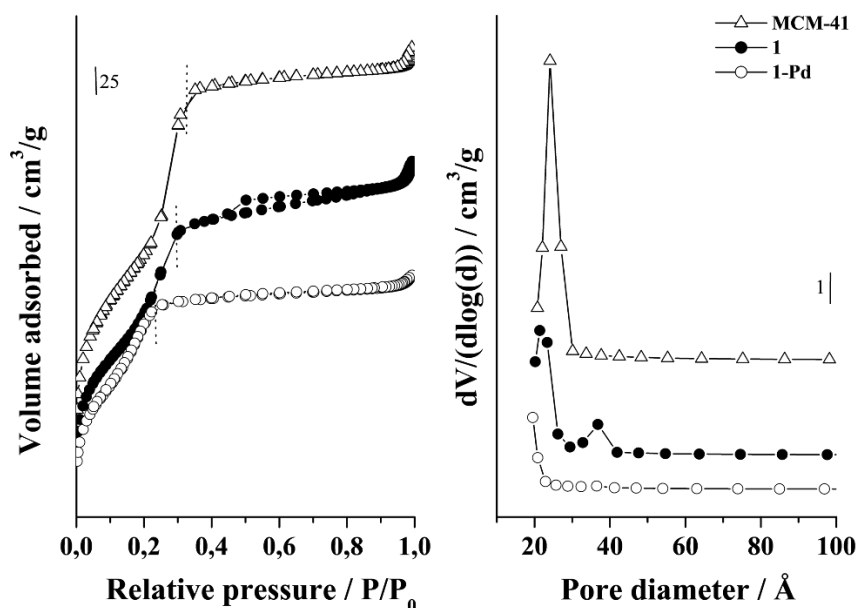 Volume adsorbed / cm³/g
25
0,0 0,2 0,4 0,6 0,8 1,0
Relative pressure / P/P₀
dV/(dlog(d)) / cm³/g
MCM-41
1
1-Pd
1
20 40 60 80 100
Pore diameter / Å